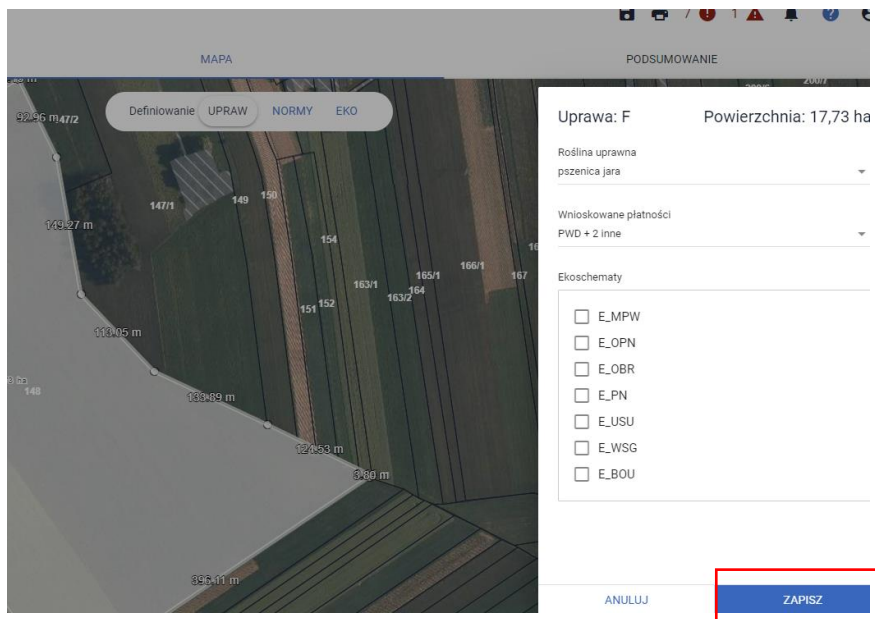 7 1
MAPA PODSUMOWANIE
Definiowanie UPRAW NORMY EKO
92.96 m 47/2
147/1
149
150
149.27 m
154
163/1
163/2
164
165/1
166/1
167
151
152
113.05 m
148
133.89 m
124.53 m
3.80 m
396.11 m
Uprawa: F Powierzchnia: 17,73 ha
Roślina uprawna
pszenica jara
Wnioskowane płatności
PWD + 2 inne
Ekoschematy
E_MPW
E_OPN
E_OBR
E_PN
E_USU
E_WSG
E_BOU
ANULUJ ZAPISZ